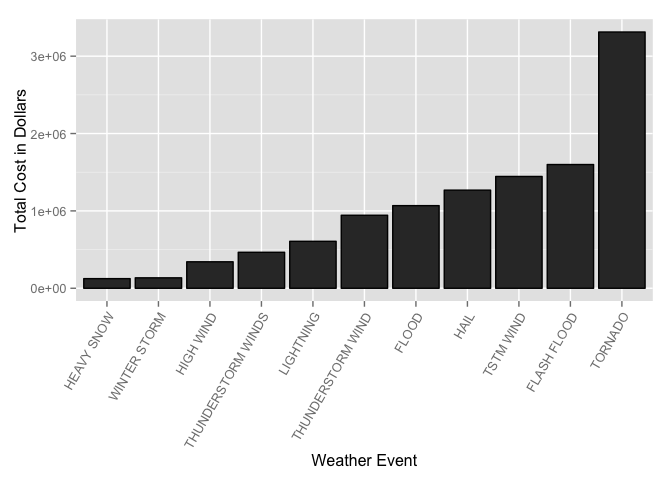 Total Cost in Dollars
3e+06
2e+06
1e+06
0e+00
HEAVY SNOW
WINTER STORM
HIGH WIND
THUNDERSTORM WINDS
LIGHTNING
THUNDERSTORM WIND
FLOOD
HAIL
TSTM WIND
FLASH FLOOD
TORNADO
Weather Event